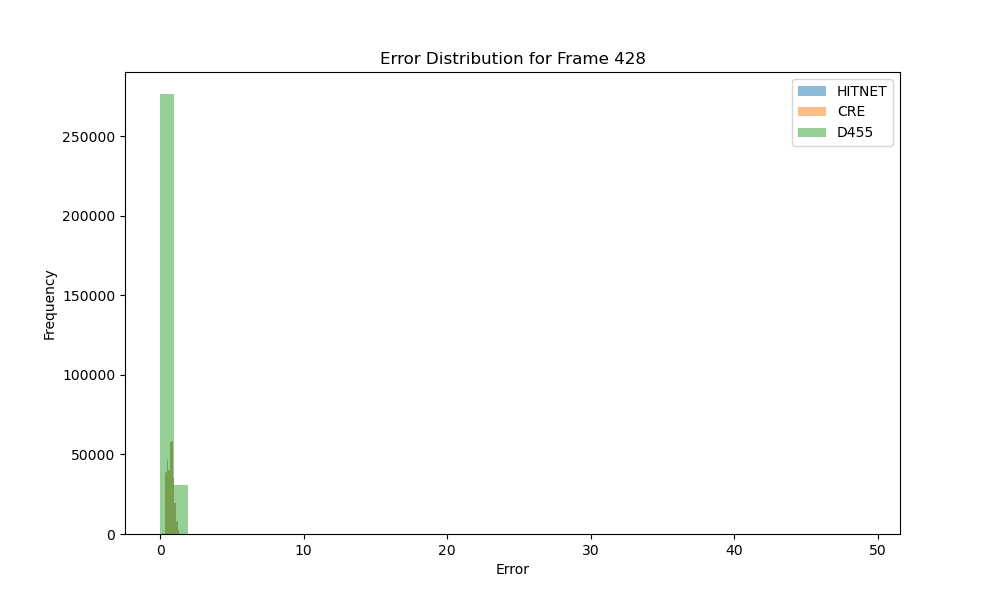 Error Distribution for Frame 428
HITNET
CRE
D455
250000
200000
150000
100000
50000
0
Frequency
0 10 20 30 40 50
Error